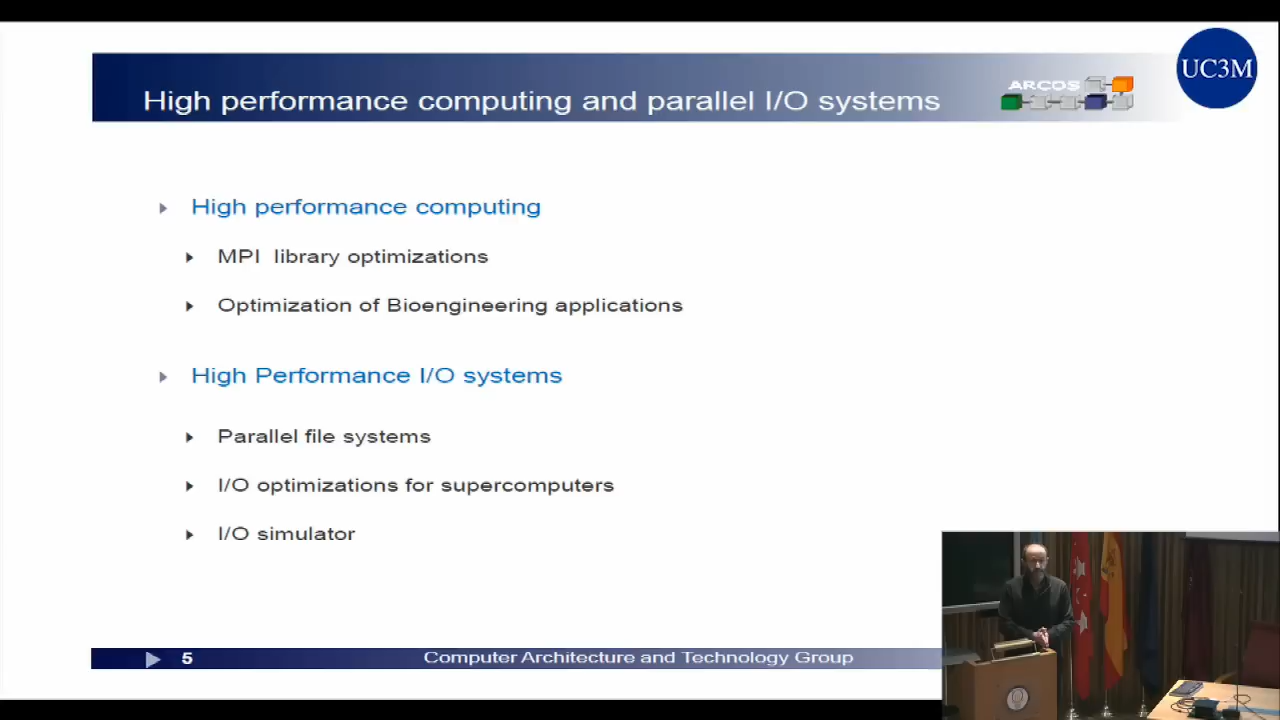 UC3M
ARCOS
High performance computing and parallel I/O systems
High performance computing
MPI library optimizations
Optimization of Bioengineering applications
High Performance I/O systems
Parallel file systems
I/O optimizations for supercomputers
I/O simulator
5
Computer Architecture and Technology Group